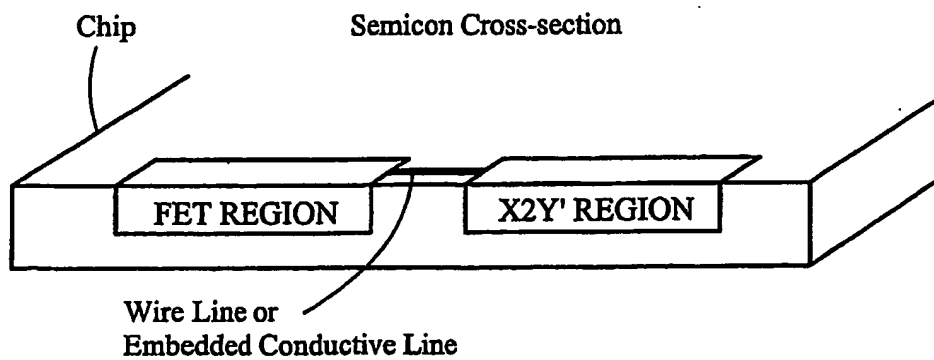 Chip
Semicon Cross-section
FET REGION
X2Y' REGION
Wire Line or
Embedded Conductive Line